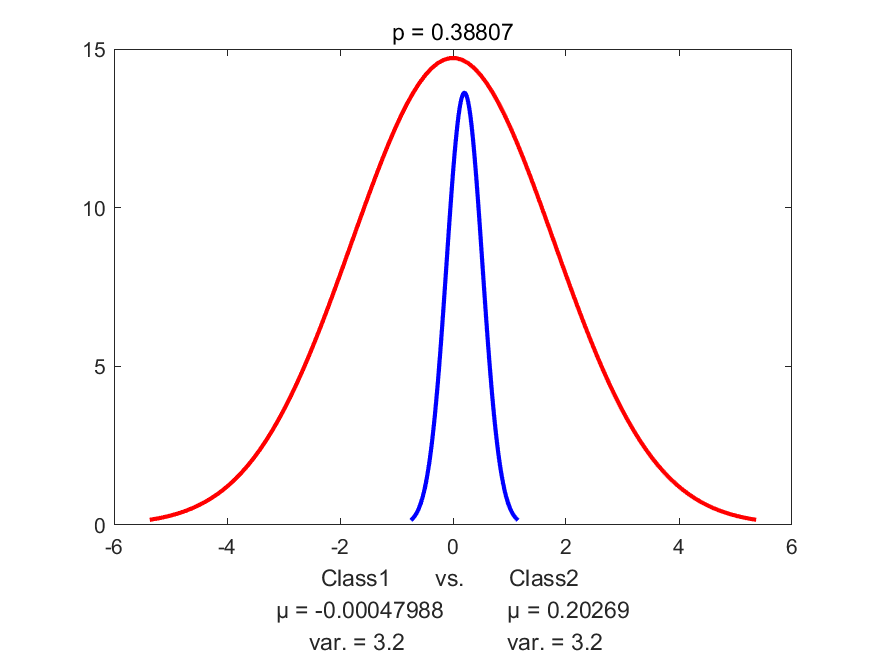 p = 0.38807
15
10
5
0
-6 -4 -2 0 2 4 6
Class1 vs. Class2
μ = -0.00047988 μ = 0.20269
var. = 3.2 var. = 3.2